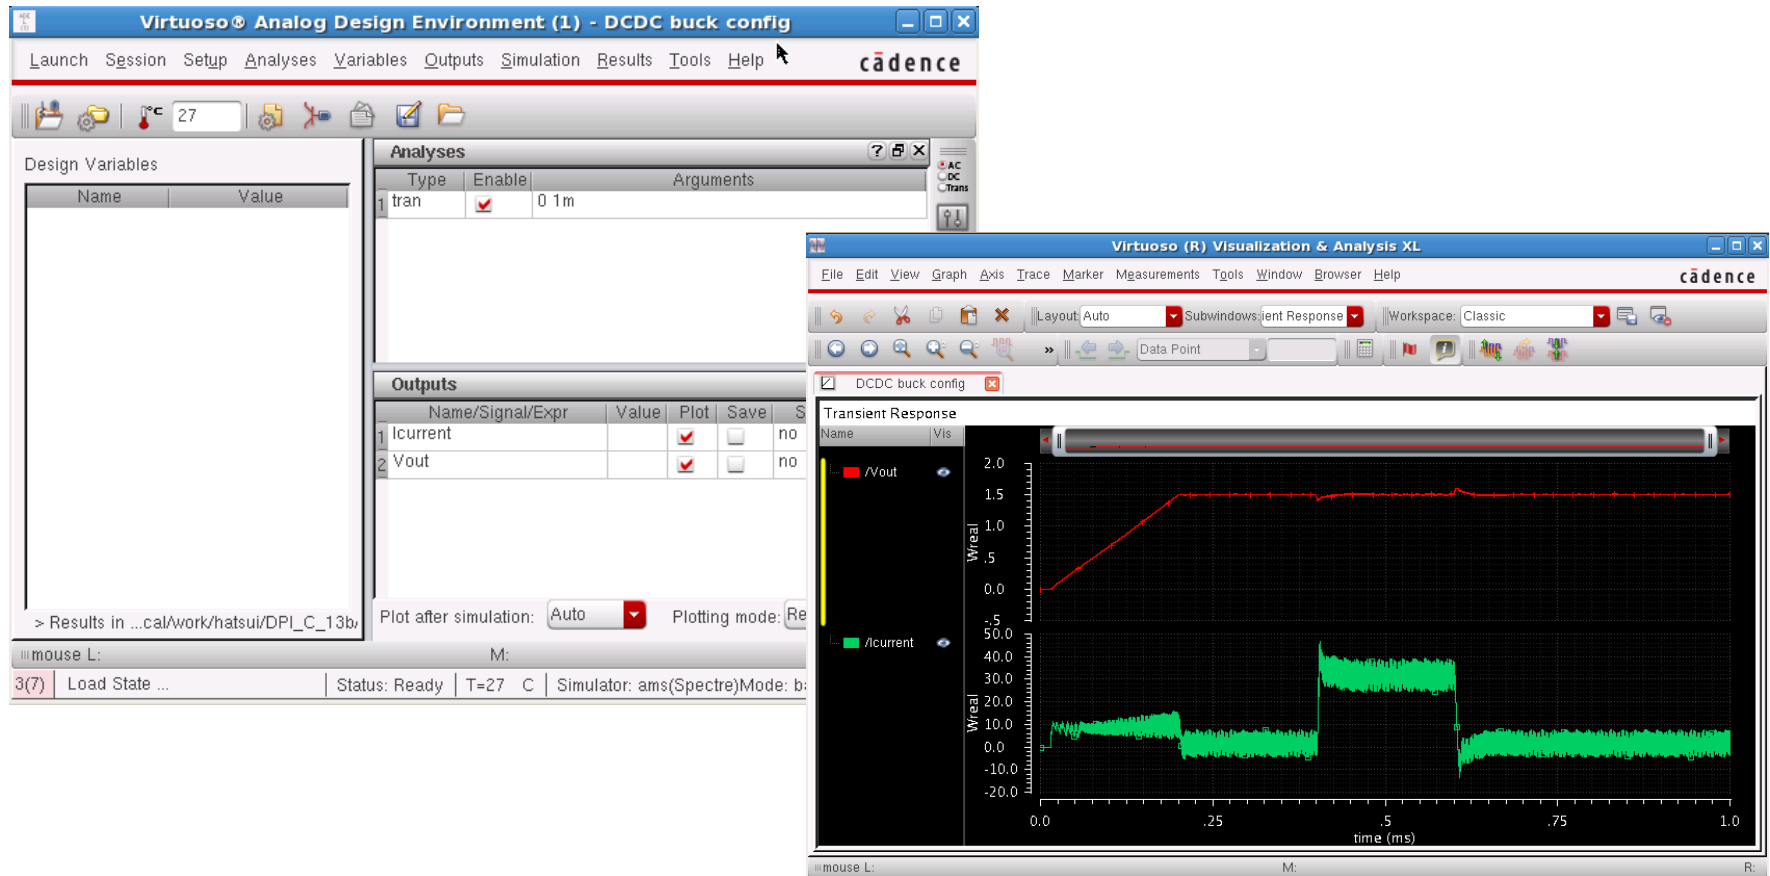 Virtuoso® Analog Design Environment (1) - DCDC buck config
Launch Session Setup Analyses Variables Outputs Simulation Results Tools Help
cādence
°C 27
Design Variables
Name Value
> Results in ...cal/work/hatsui/DPI_C_13b
Analyses
Type Enable Arguments
1 tran 0 1m
AC
DC
Trans
Outputs
Name/Signal/Expr Value Plot Save S
1 Icurrent no
2 Vout no
Plot after simulation: Auto Plotting mode: Re
mouse L: M:
3(7) Load State ... Status: Ready T=27 C Simulator: ams(Spectre) Mode: b
Virtuoso (R) Visualization & Analysis XL
File Edit View Graph Axis Trace Marker Measurements Tools Window Browser Help
cādence
Layout: Auto Subwindows: ient Response Workspace: Classic
» Data Point
DCDC buck config
Transient Response
Name Vis
/Vout
/Icurrent
2.0
1.5
1.0
.5
0.0
-.5
Wreal
50.0
40.0
30.0
20.0
10.0
0.0
-10.0
-20.0
Wreal
0.0 .25 .5 .75 1.0
time (ms)
mouse L: M: R: